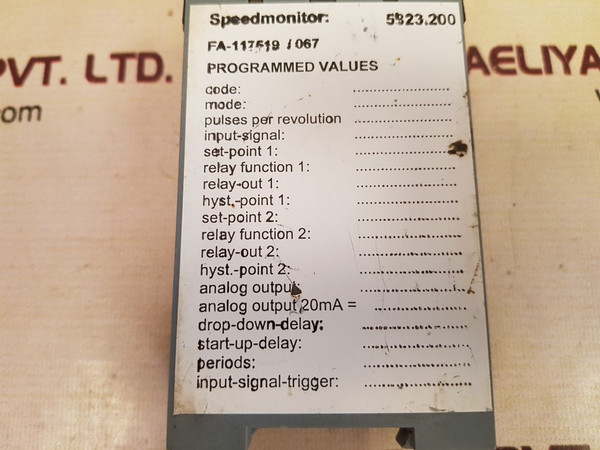 Speedmonitor: 5823.200
FA-117519 / 067
PROGRAMMED VALUES
code: ........................
mode: ........................
pulses per revolution ........................
input-signal: ........................
set-point 1: ........................
relay function 1: ........................
relay-out 1: ........................
hyst.-point 1: ........................
set-point 2: ........................
relay function 2: ........................
relay-out 2: ........................
hyst.-point 2: ........................
analog output: ........................
analog output 20mA = ........................
drop-down-delay: ........................
start-up-delay: ........................
periods: ........................
input-signal-trigger: ........................
PVT. LTD.
AELIYA
com